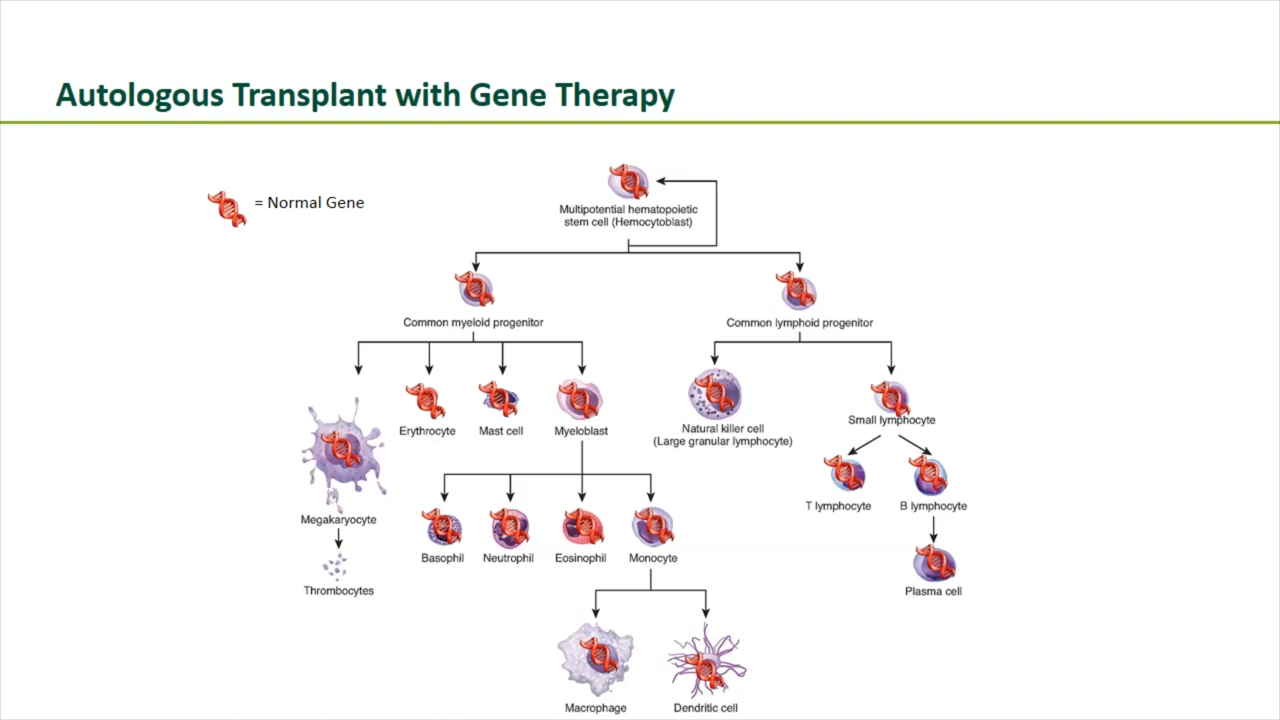 Autologous Transplant with Gene Therapy
= Normal Gene
Multipotential hematopoietic
stem cell (Hemocytoblast)
Common myeloid progenitor
Common lymphoid progenitor
Erythrocyte
Mast cell
Myeloblast
Natural killer cell
(Large granular lymphocyte)
Small lymphocyte
Megakaryocyte
T lymphocyte
B lymphocyte
Basophil
Neutrophil
Eosinophil
Monocyte
Thrombocytes
Plasma cell
Macrophage
Dendritic cell